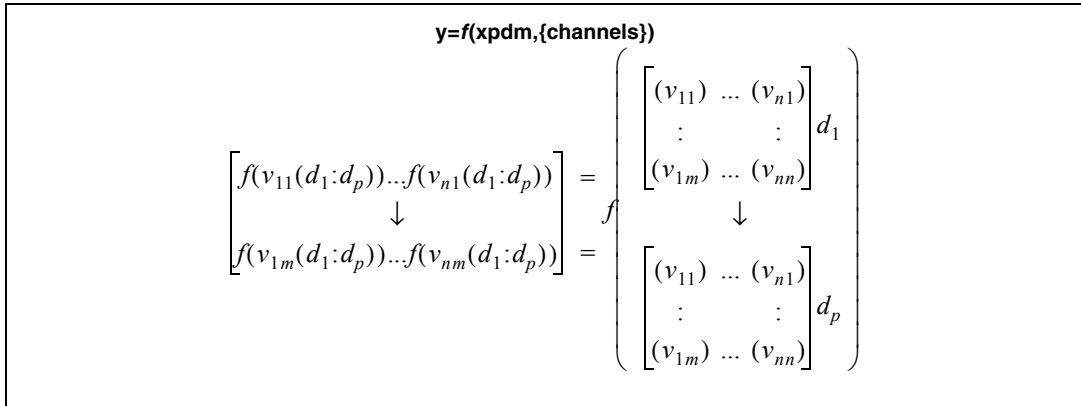 y=f(xpdm,{channels})
[(v₁₁) ... (vₙ₁)]
: : d₁
[(v₁ₘ) ... (vₙₙ)]
[f(v₁₁(d₁:dₚ))...f(vₙ₁(d₁:dₚ))] =
↓ f ↓
[f(v₁ₘ(d₁:dₚ))...f(vₙₘ(d₁:dₚ))] =
[(v₁₁) ... (vₙ₁)]
: : dₚ
[(v₁ₘ) ... (vₙₙ)]